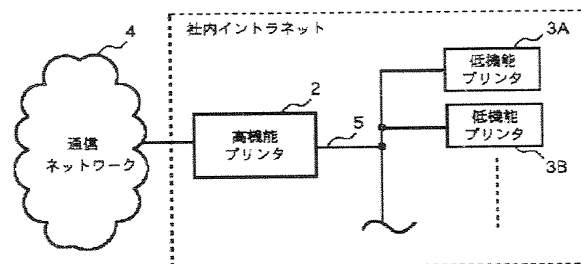 4
社内イントラネット
3A
低機能
プリンタ
2
通信
ネットワーク
高機能
プリンタ
5
低機能
プリンタ
3B